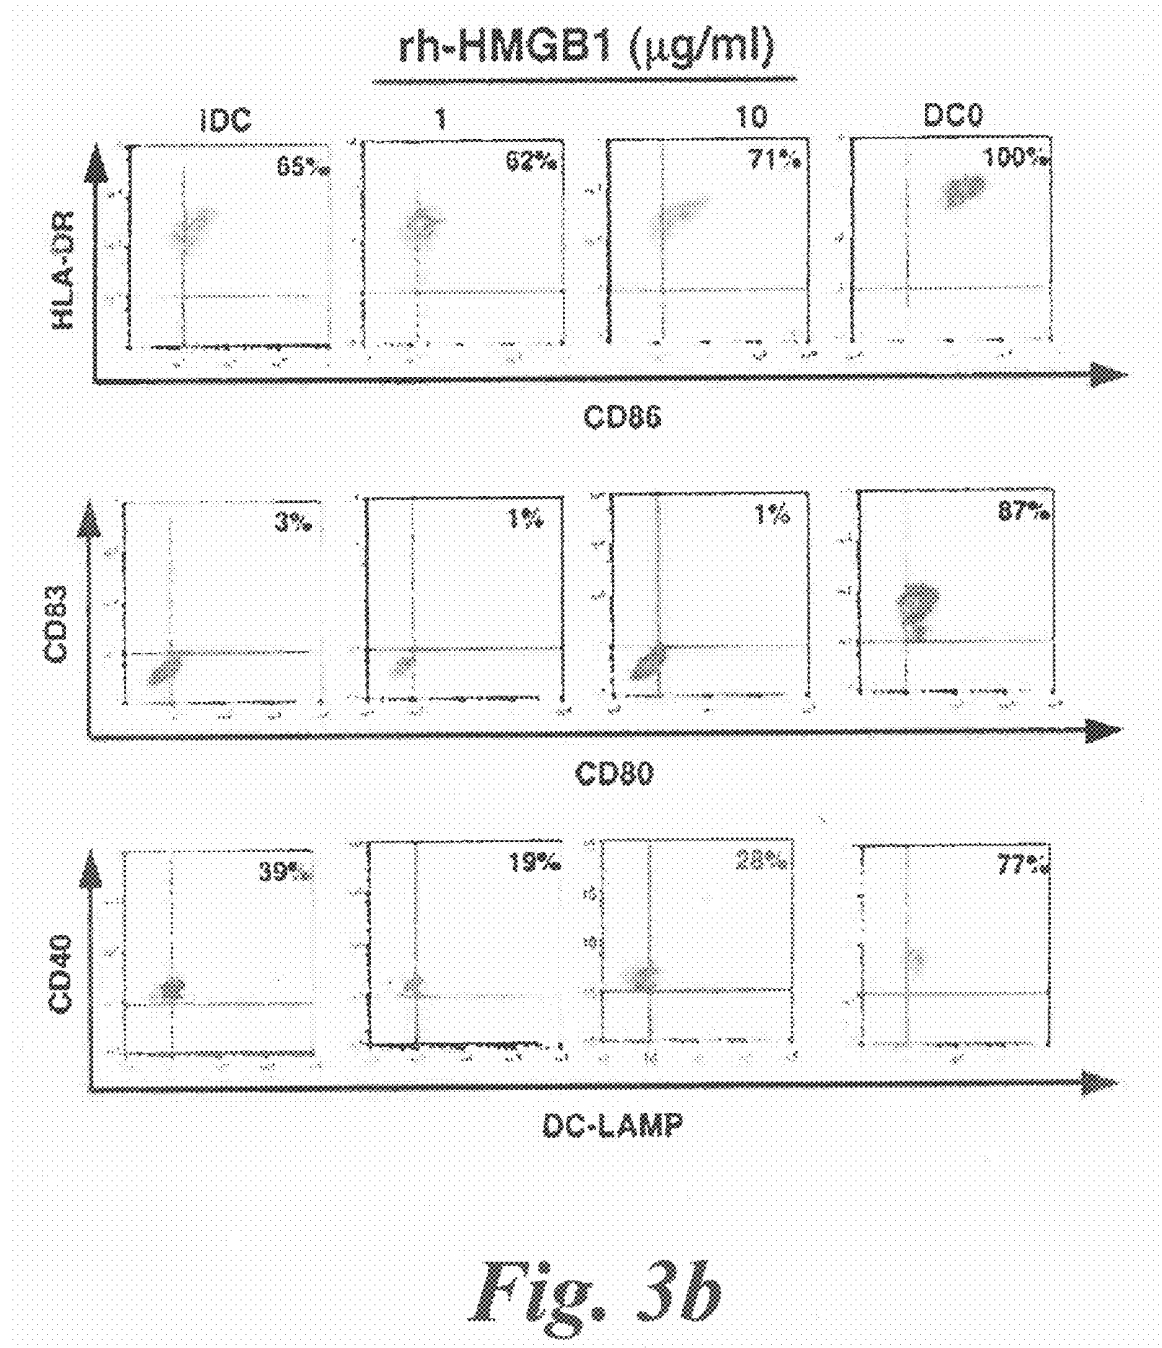 rh-HMGB1 (µg/ml)
iDC 1 10 DC0
HLA-DR
65% 62% 71% 100%
CD86
CD83
3% 1% 1% 87%
CD80
CD40
39% 19% 28% 77%
DC-LAMP
Fig. 3b